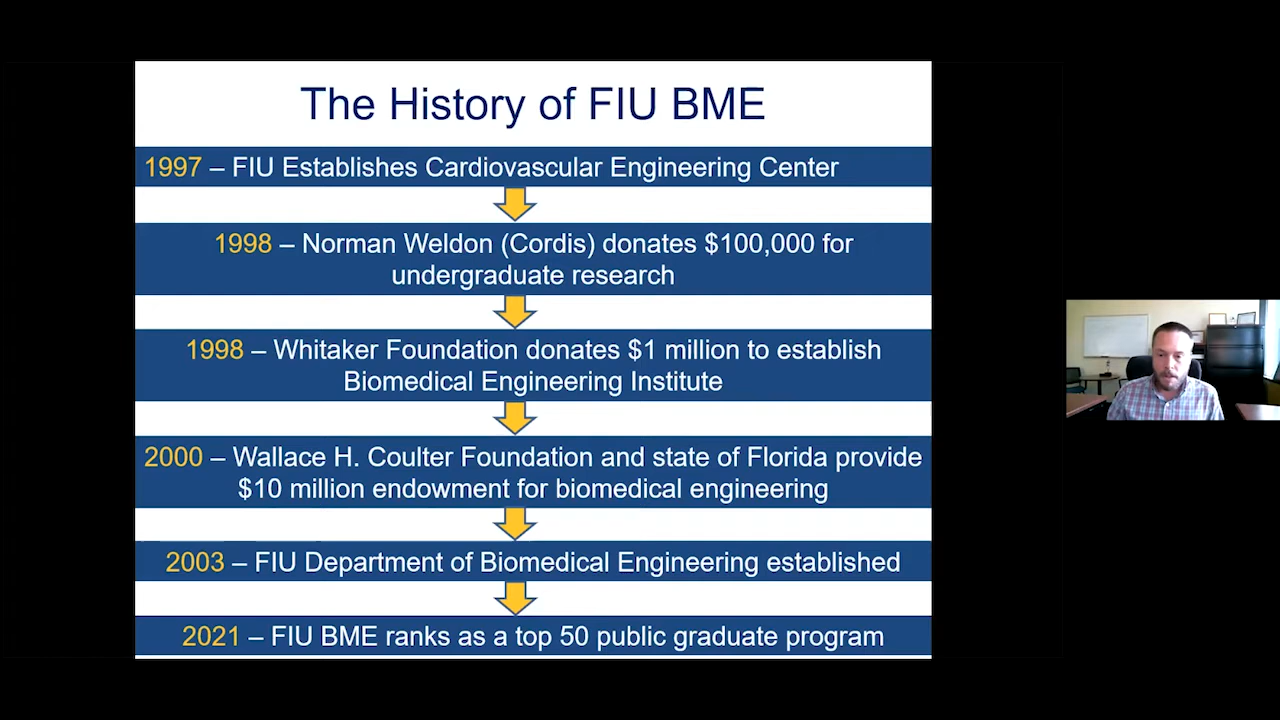 The History of FIU BME
1997 – FIU Establishes Cardiovascular Engineering Center
1998 – Norman Weldon (Cordis) donates $100,000 for
undergraduate research
1998 – Whitaker Foundation donates $1 million to establish
Biomedical Engineering Institute
2000 – Wallace H. Coulter Foundation and state of Florida provide
$10 million endowment for biomedical engineering
2003 – FIU Department of Biomedical Engineering established
2021 – FIU BME ranks as a top 50 public graduate program